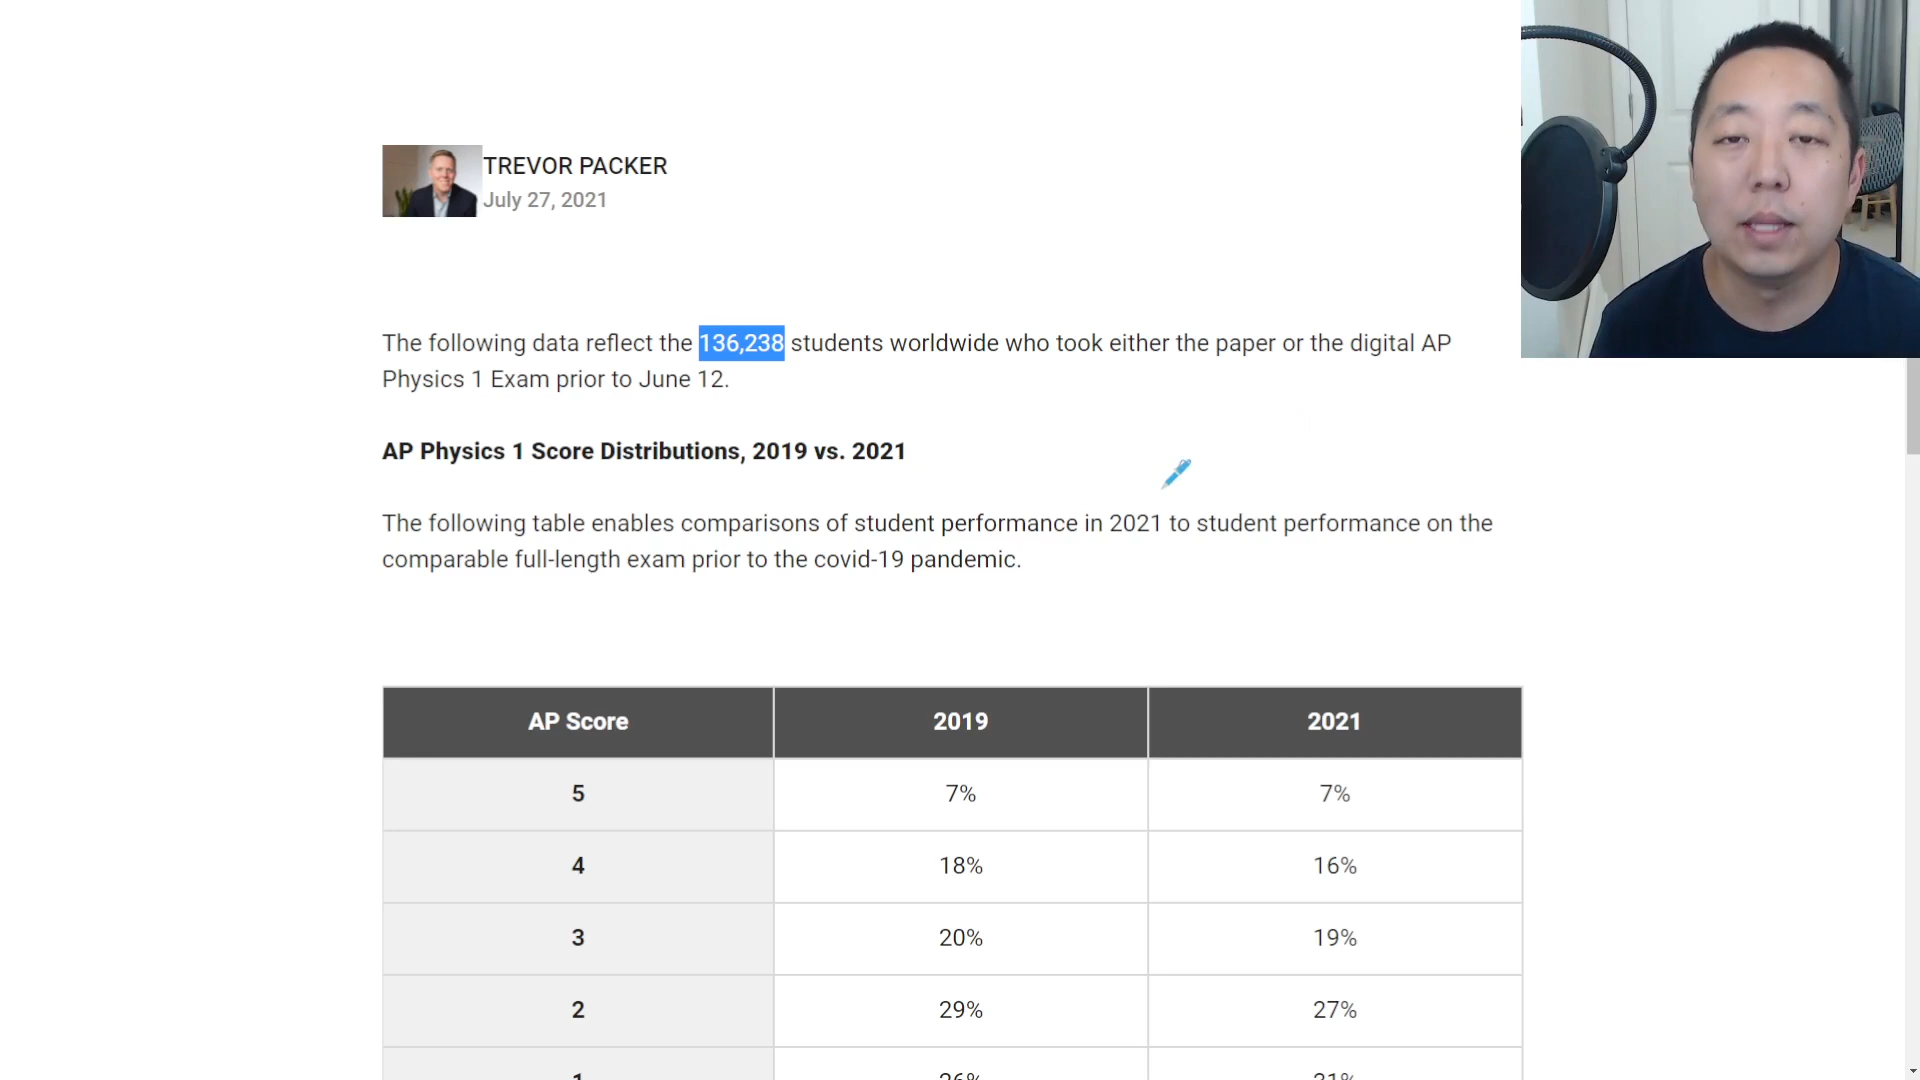 TREVOR PACKER
July 27, 2021
The following data reflect the 136,238 students worldwide who took either the paper or the digital AP
Physics 1 Exam prior to June 12.
AP Physics 1 Score Distributions, 2019 vs. 2021
The following table enables comparisons of student performance in 2021 to student performance on the
comparable full-length exam prior to the covid-19 pandemic.
AP Score 2019 2021
5 7% 7%
4 18% 16%
3 20% 19%
2 29% 27%